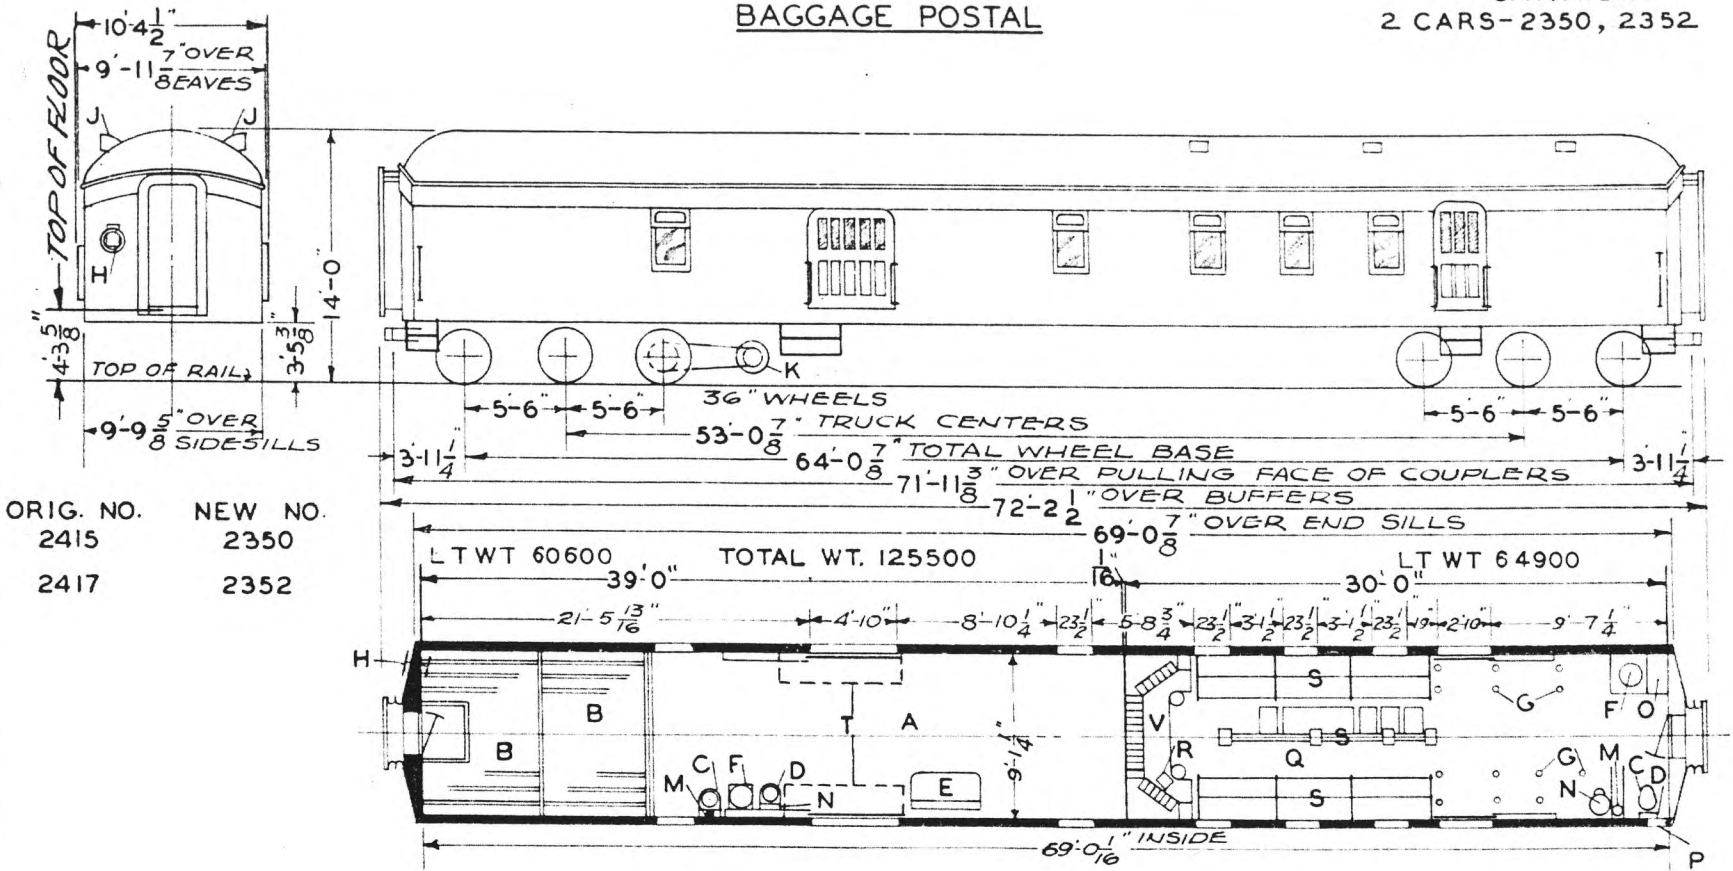 BAGGAGE POSTAL
2 CARS-2350, 2352
10'-4 1/2"
9'-11 7/8" OVER EAVES
TOP OF FLOOR
J J
H
14'-0"
4'-3 5/8"
3'-5 3/8"
TOP OF RAIL
9'-9 5/8" OVER SIDE SILLS
K
36" WHEELS
5'-6" 5'-6" 5'-6" 5'-6"
53'-0 7/8" TRUCK CENTERS
3'-11 1/4" 64'-0 7/8" TOTAL WHEEL BASE 3'-11 1/4"
71'-11 3/8" OVER PULLING FACE OF COUPLERS
72'-2 1/2" OVER BUFFERS
69'-0 7/8" OVER END SILLS
ORIG. NO. NEW NO.
2415 2350
2417 2352
LT WT 60600 TOTAL WT. 125500 LT WT 64900
39'-0" 1/16" 30'-0"
21'-5 13/16" 4'-10" 8'-10 1/4" 23 1/2" 5'-8 3/4" 23 1/2" 3'-1 1/2" 23 1/2" 3'-1 1/2" 23 1/2" 19" 2'-10" 9'-7 1/4"
H
B B T A 9'-1 1/4" V R Q S S S G F O
M C F D N E G M N C D
P
69'-0 1/16" INSIDE